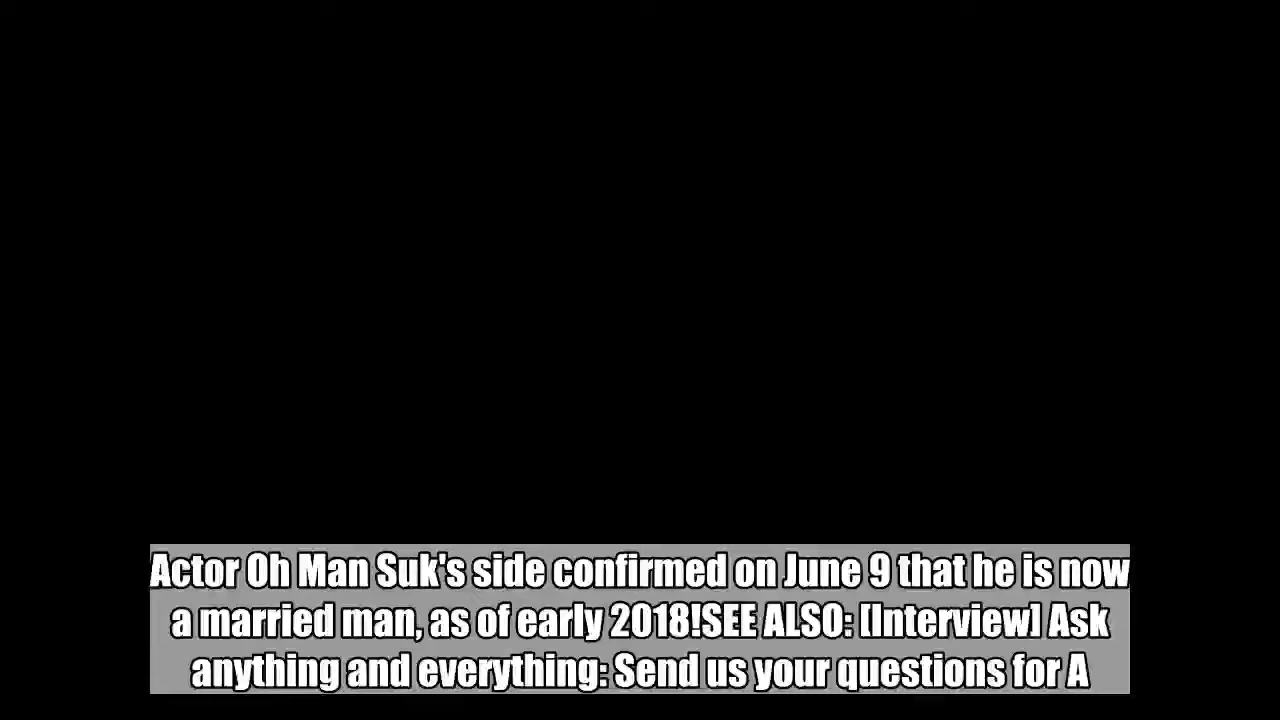 Actor Oh Man Suk's side confirmed on June 9 that he is now
a married man, as of early 2018!SEE ALSO: [Interview] Ask
anything and everything: Send us your questions for A